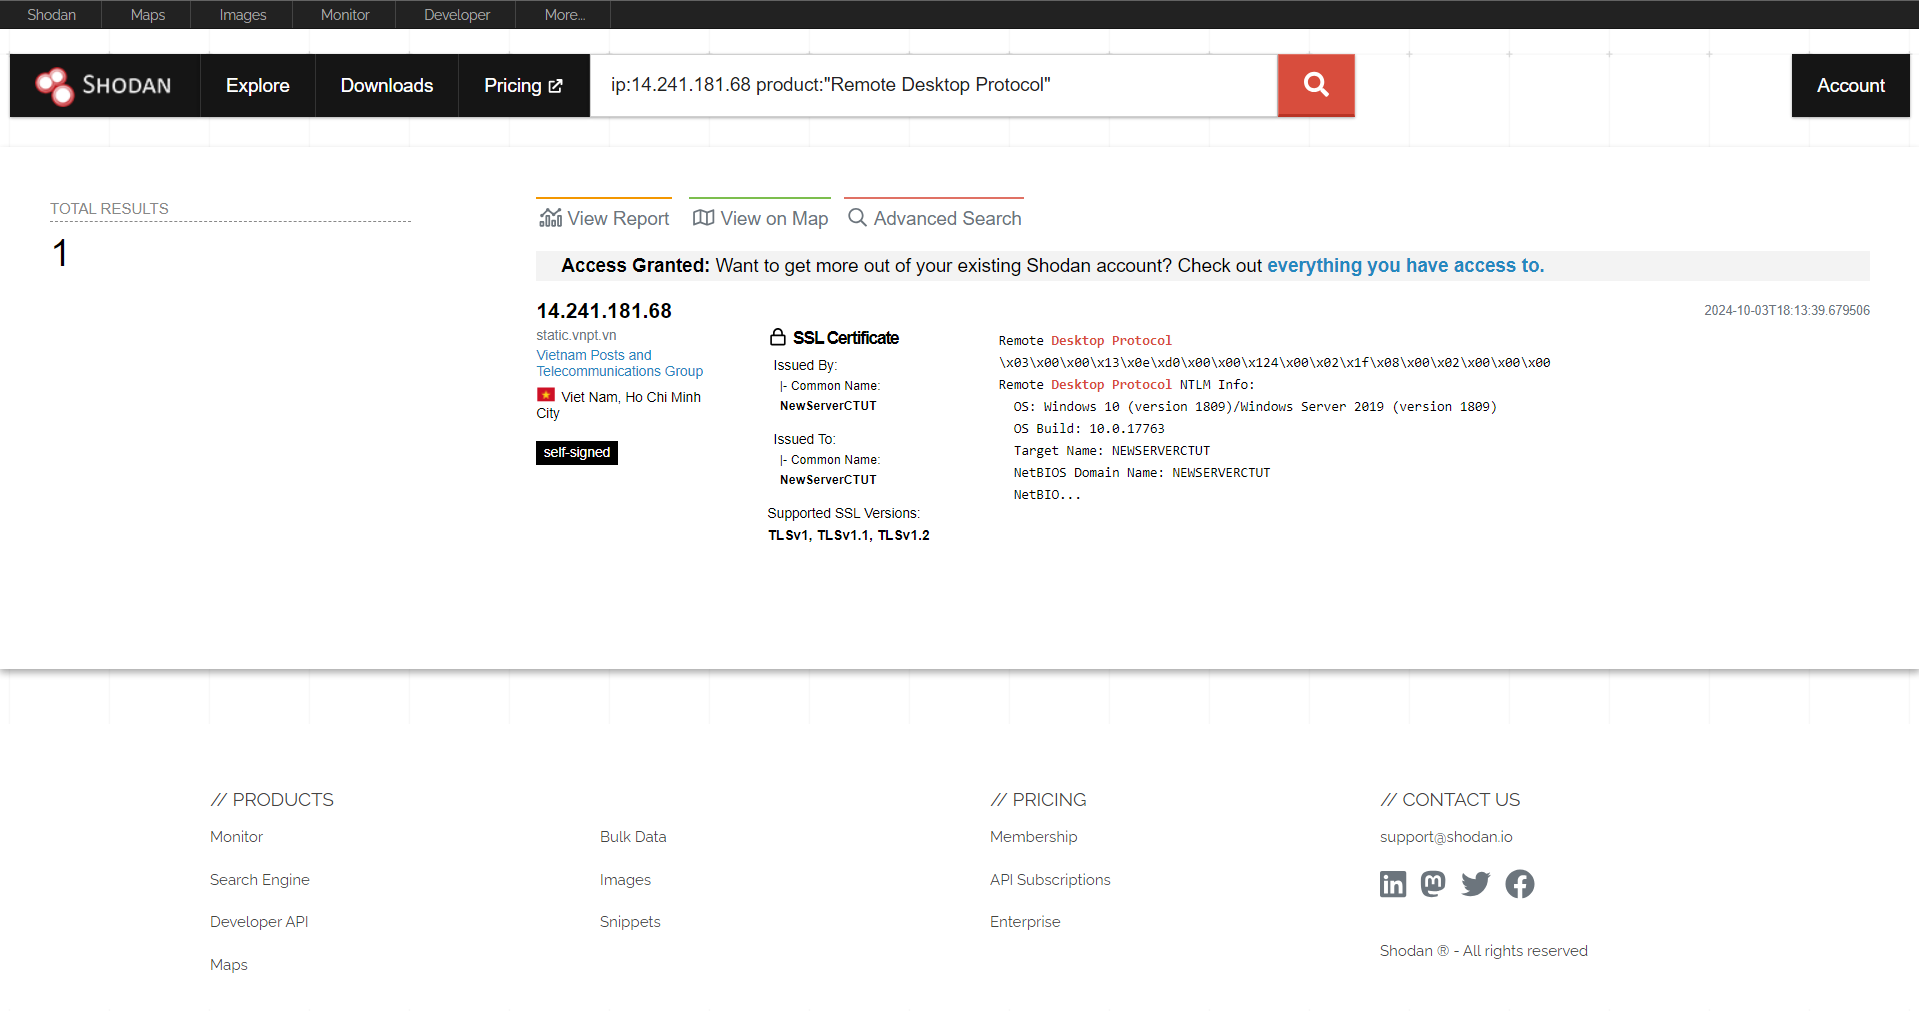 Shodan Maps Images Monitor Developer More...
SHODAN Explore Downloads Pricing ip:14.241.181.68 product:"Remote Desktop Protocol" Account
TOTAL RESULTS
1
View Report View on Map Advanced Search
Access Granted: Want to get more out of your existing Shodan account? Check out everything you have access to.
14.241.181.68
static.vnpt.vn
Vietnam Posts and
Telecommunications Group
Viet Nam, Ho Chi Minh
City
self-signed
SSL Certificate
Issued By:
|- Common Name:
NewServerCTUT
Issued To:
|- Common Name:
NewServerCTUT
Supported SSL Versions:
TLSv1, TLSv1.1, TLSv1.2
2024-10-03T18:13:39.679506
Remote Desktop Protocol
\x03\x00\x00\x13\x0e\xd0\x00\x00\x124\x00\x02\x1f\x08\x00\x02\x00\x00\x00
Remote Desktop Protocol NTLM Info:
OS: Windows 10 (version 1809)/Windows Server 2019 (version 1809)
OS Build: 10.0.17763
Target Name: NEWSERVERCTUT
NetBIOS Domain Name: NEWSERVERCTUT
NetBIO...
// PRODUCTS
Monitor
Search Engine
Developer API
Maps
Bulk Data
Images
Snippets
// PRICING
Membership
API Subscriptions
Enterprise
// CONTACT US
support@shodan.io
Shodan ® - All rights reserved